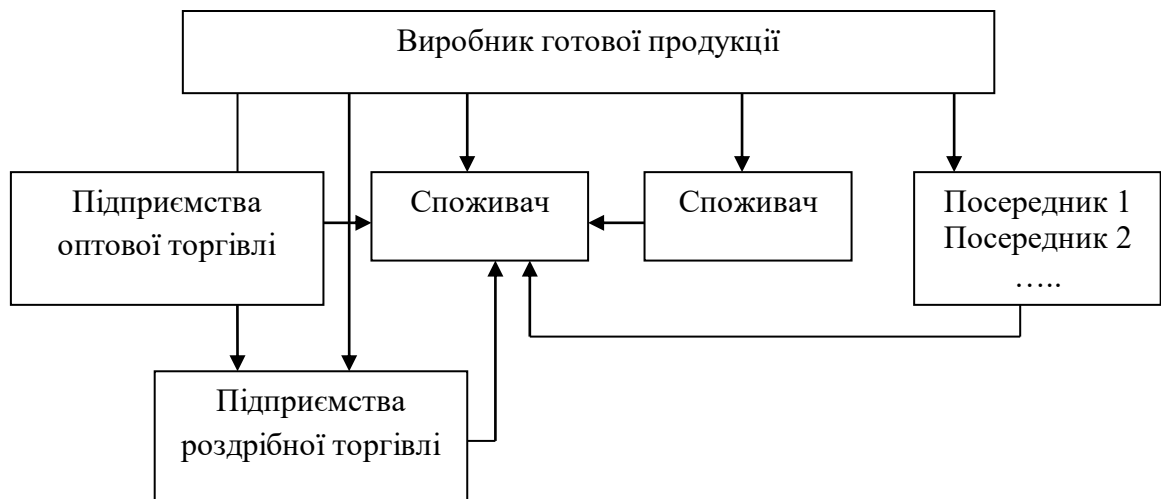 Виробник готової продукції
Підприємства
оптової торгівлі
Споживач
Споживач
Посередник 1
Посередник 2
…..
Підприємства
роздрібної торгівлі